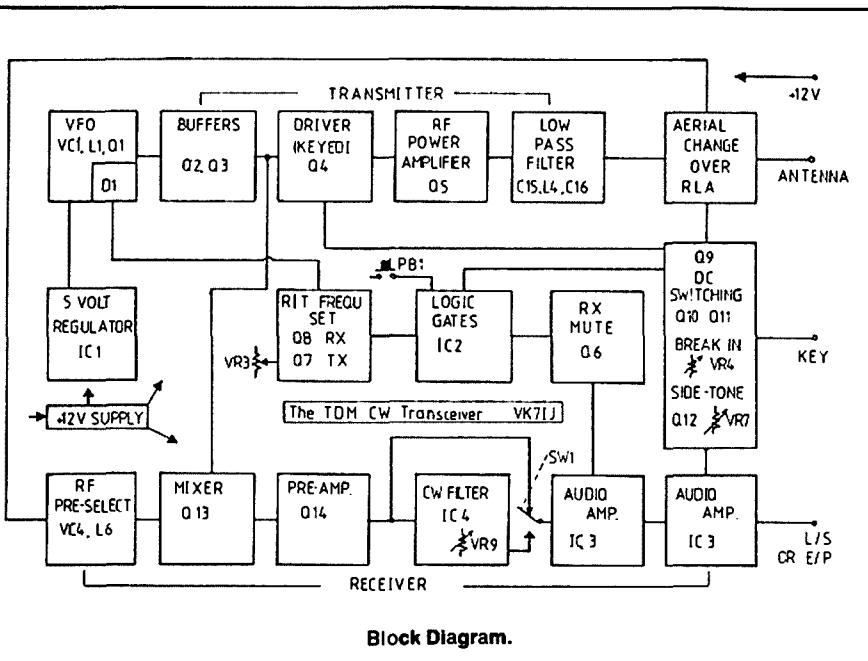 TRANSMITTER
+12V
VFO
VC1, L1, Q1
D1
BUFFERS
Q2, Q3
DRIVER
(KEYED)
Q4
RF
POWER
AMPLIFIER
Q5
LOW
PASS
FILTER
C15, L4, C16
AERIAL
CHANGE
OVER
RLA
ANTENNA
5 VOLT
REGULATOR
IC1
RIT FREQU
SET
Q8 RX
Q7 TX
VR3
PB1
LOGIC
GATES
IC2
RX
MUTE
Q6
Q9
DC
SWITCHING
Q10 Q11
BREAK IN
VR4
SIDE-TONE
Q12 VR7
KEY
+12V SUPPLY
The TDM CW Transceiver VK7IJ
RF
PRE-SELECT
VC4, L6
MIXER
Q13
PRE-AMP.
Q14
CW FILTER
IC4
VR9
SW1
AUDIO
AMP.
IC3
AUDIO
AMP.
IC3
L/S
OR E/P
RECEIVER
Block Diagram.